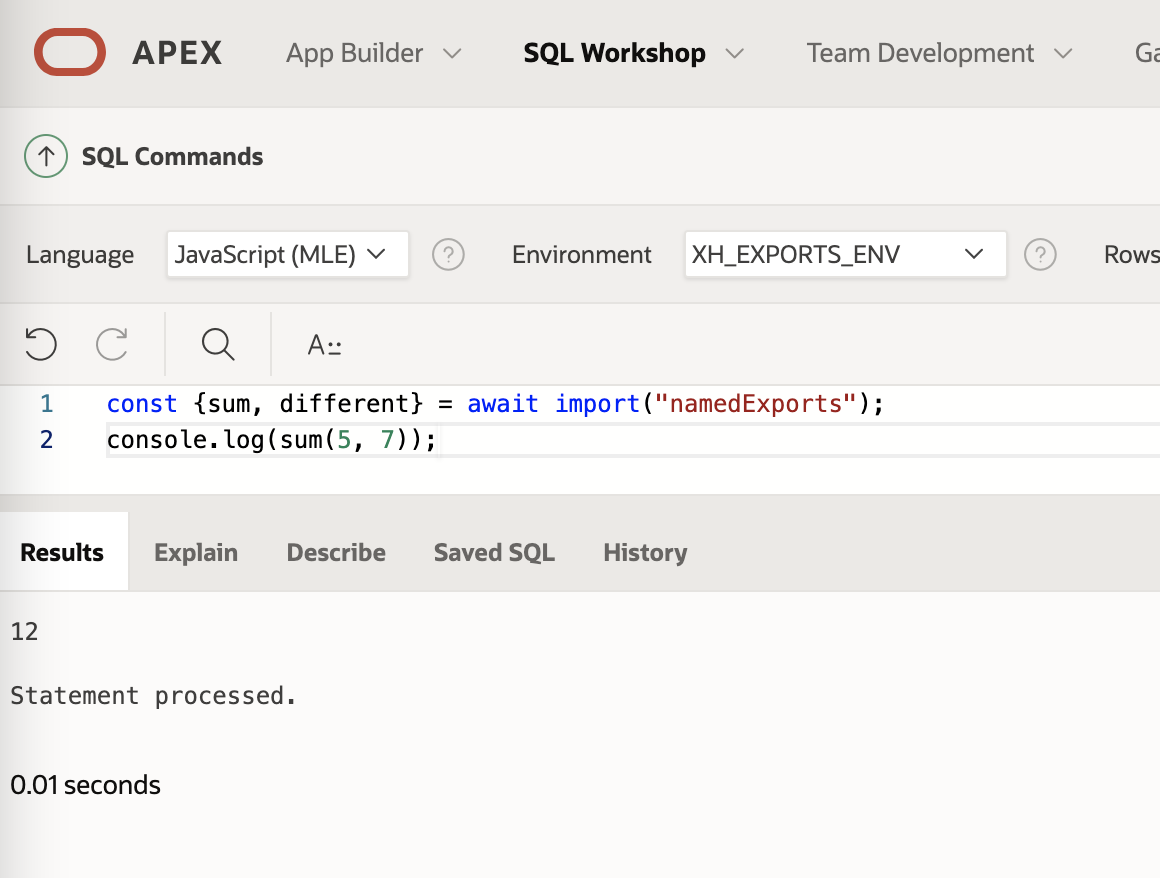 APEX App Builder SQL Workshop Team Development Ga
SQL Commands
Language JavaScript (MLE) ? Environment XH_EXPORTS_ENV ? Rows
A::
1 const {sum, different} = await import("namedExports");
2 console.log(sum(5, 7));
Results Explain Describe Saved SQL History
12
Statement processed.
0.01 seconds